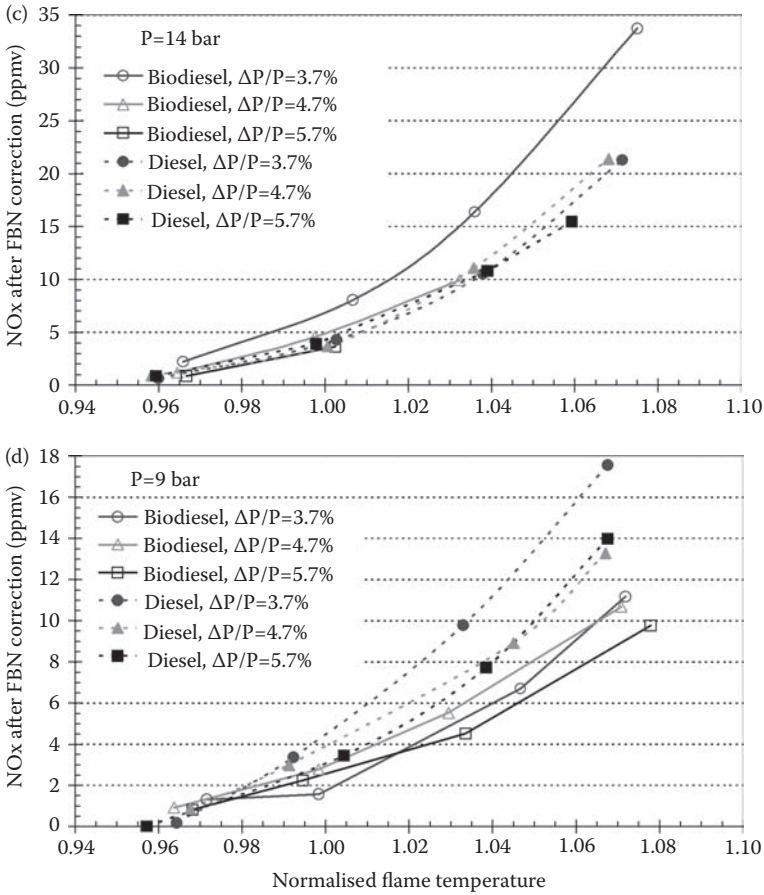 (c)
NOx after FBN correction (ppmv)
35
30
25
20
15
10
5
0
P=14 bar
Biodiesel, ΔP/P=3.7%
Biodiesel, ΔP/P=4.7%
Biodiesel, ΔP/P=5.7%
Diesel, ΔP/P=3.7%
Diesel, ΔP/P=4.7%
Diesel, ΔP/P=5.7%
0.94 0.96 0.98 1.00 1.02 1.04 1.06 1.08 1.10
(d)
NOx after FBN correction (ppmv)
18
16
14
12
10
8
6
4
2
0
P=9 bar
Biodiesel, ΔP/P=3.7%
Biodiesel, ΔP/P=4.7%
Biodiesel, ΔP/P=5.7%
Diesel, ΔP/P=3.7%
Diesel, ΔP/P=4.7%
Diesel, ΔP/P=5.7%
0.94 0.96 0.98 1.00 1.02 1.04 1.06 1.08 1.10
Normalised flame temperature